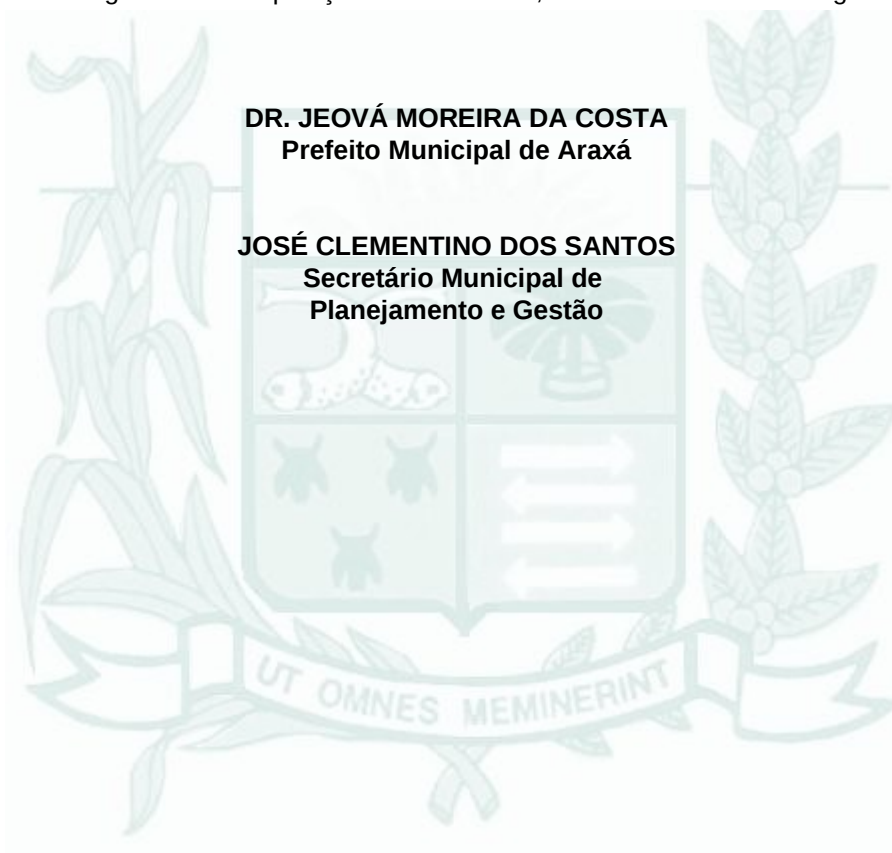 DR. JEOVÁ MOREIRA DA COSTA
Prefeito Municipal de Araxá
JOSÉ CLEMENTINO DOS SANTOS
Secretário Municipal de
Planejamento e Gestão
UT OMNES MEMINERINT